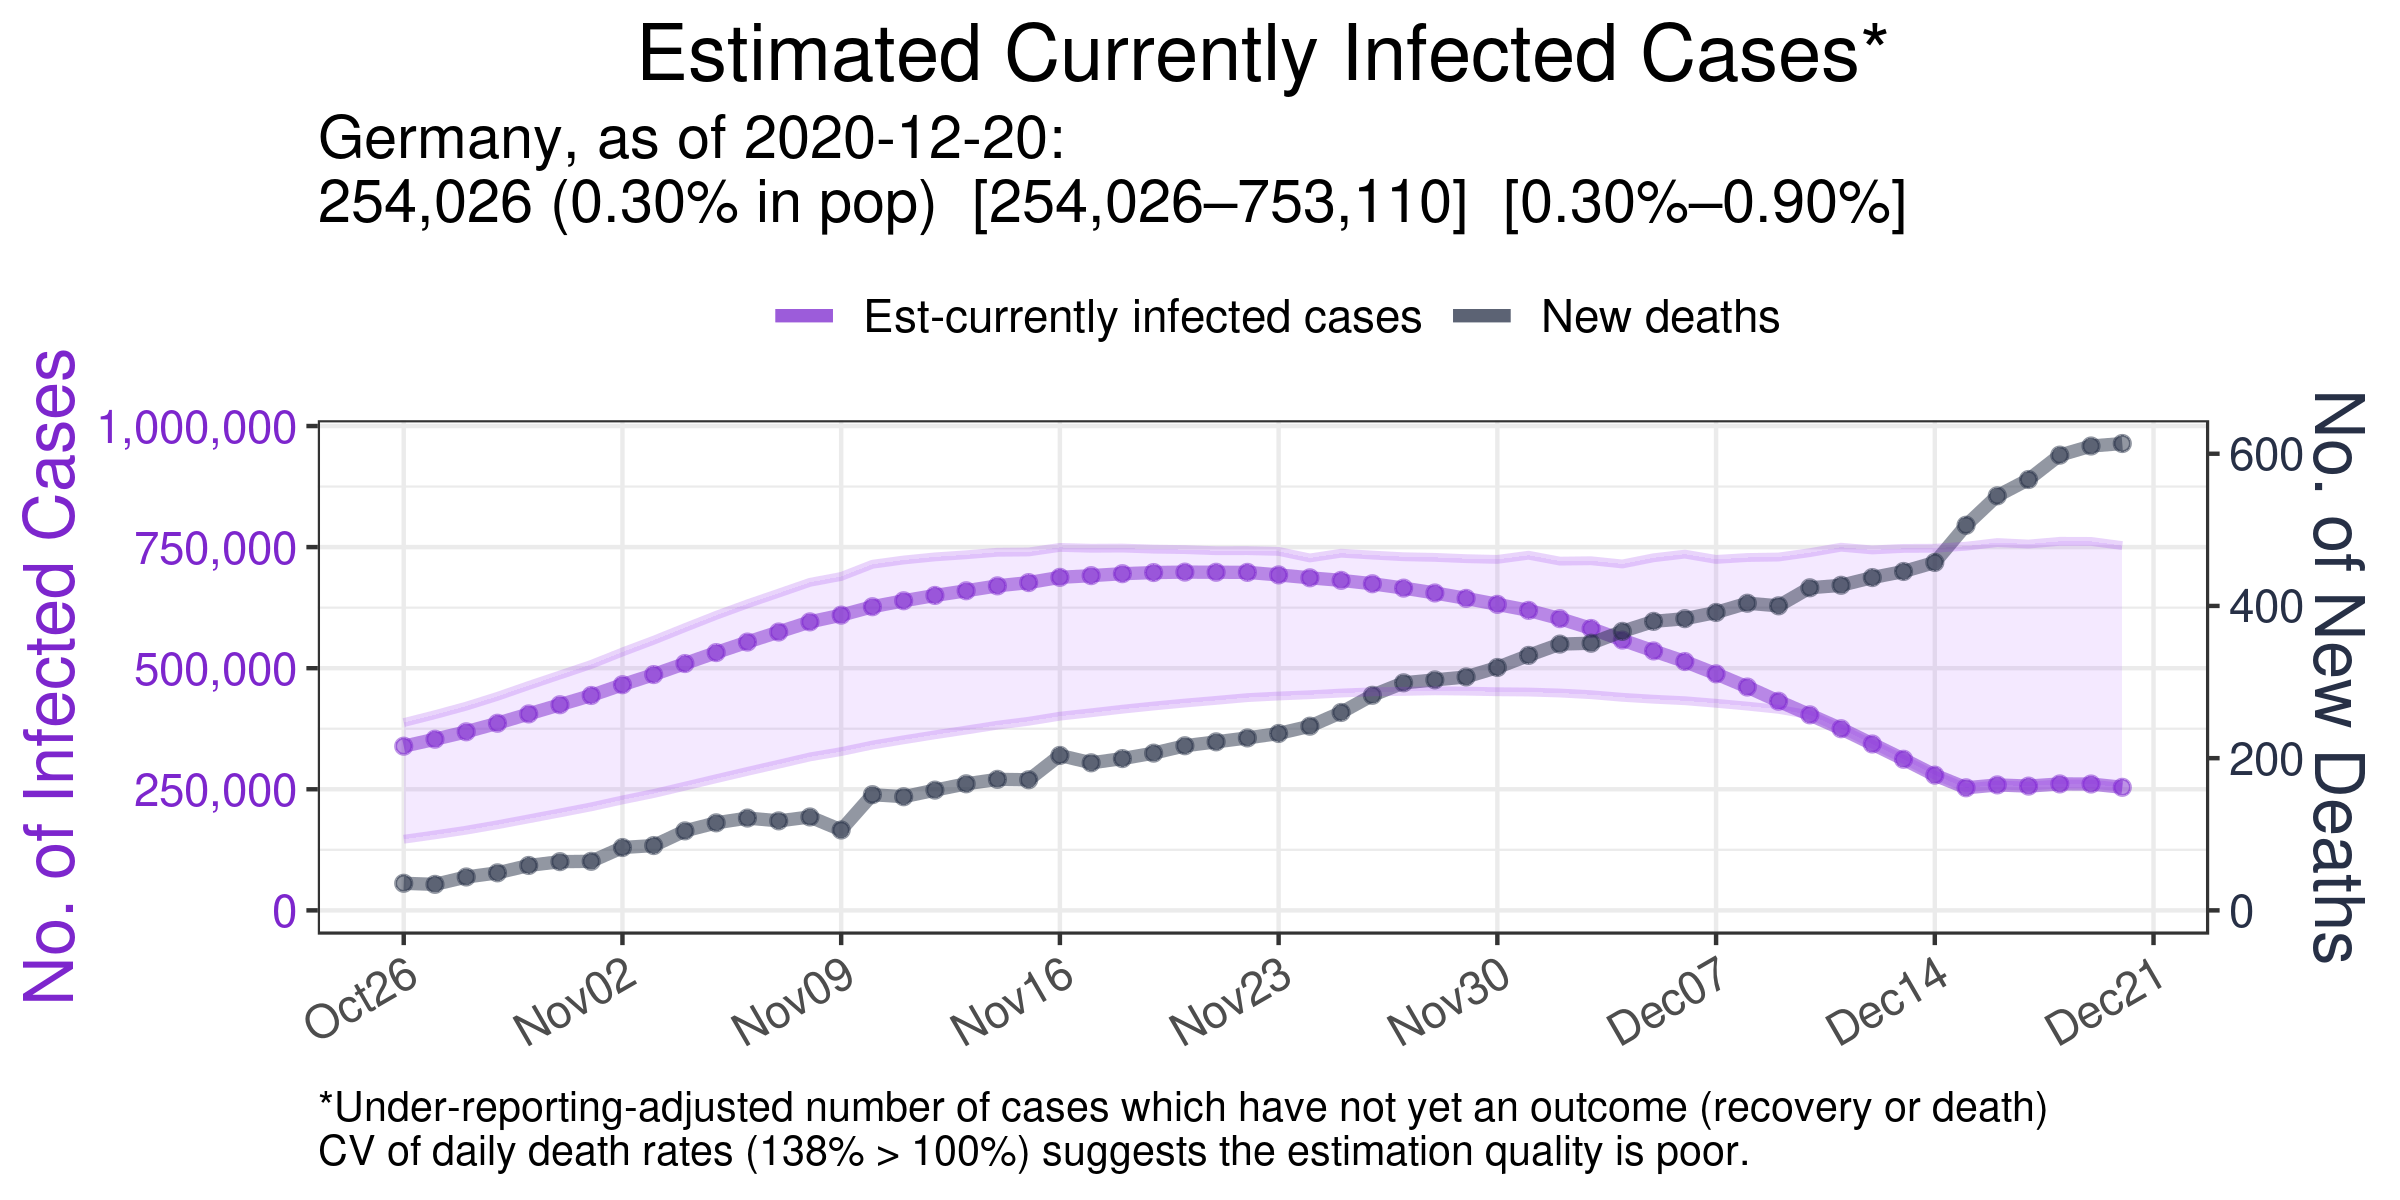 Estimated Currently Infected Cases*
Germany, as of 2020-12-20:
254,026 (0.30% in pop) [254,026–753,110] [0.30%–0.90%]
Est-currently infected cases
New deaths
No. of Infected Cases
1,000,000
750,000
500,000
250,000
0
600
400
200
0
No. of New Deaths
Oct26
Nov02
Nov09
Nov16
Nov23
Nov30
Dec07
Dec14
Dec21
*Under-reporting-adjusted number of cases which have not yet an outcome (recovery or death)
CV of daily death rates (138% > 100%) suggests the estimation quality is poor.